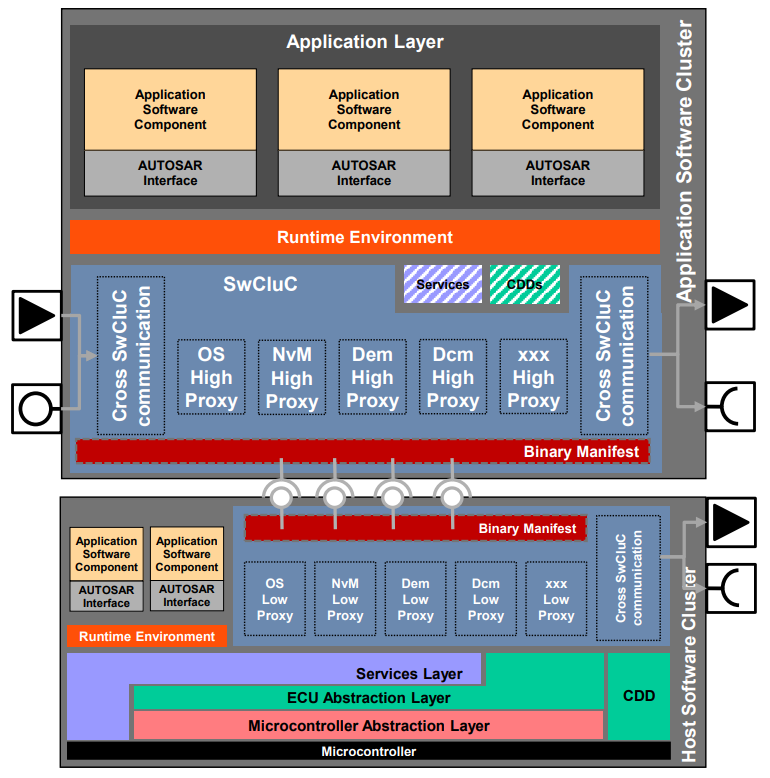 Application Layer
Application Software Cluster
Application
Software
Component
AUTOSAR
Interface
Application
Software
Component
AUTOSAR
Interface
Application
Software
Component
AUTOSAR
Interface
Runtime Environment
SwCluC
Services
CDDs
Cross SwCluC
communication
OS
High
Proxy
NvM
High
Proxy
Dem
High
Proxy
Dcm
High
Proxy
xxx
High
Proxy
Cross SwCluC
communication
Binary Manifest
Host Software Cluster
Application
Software
Component
AUTOSAR
Interface
Application
Software
Component
AUTOSAR
Interface
Runtime Environment
Binary Manifest
OS
Low
Proxy
NvM
Low
Proxy
Dem
Low
Proxy
Dcm
Low
Proxy
xxx
Low
Proxy
Cross SwCluC
communication
Services Layer
ECU Abstraction Layer
Microcontroller Abstraction Layer
CDD
Microcontroller